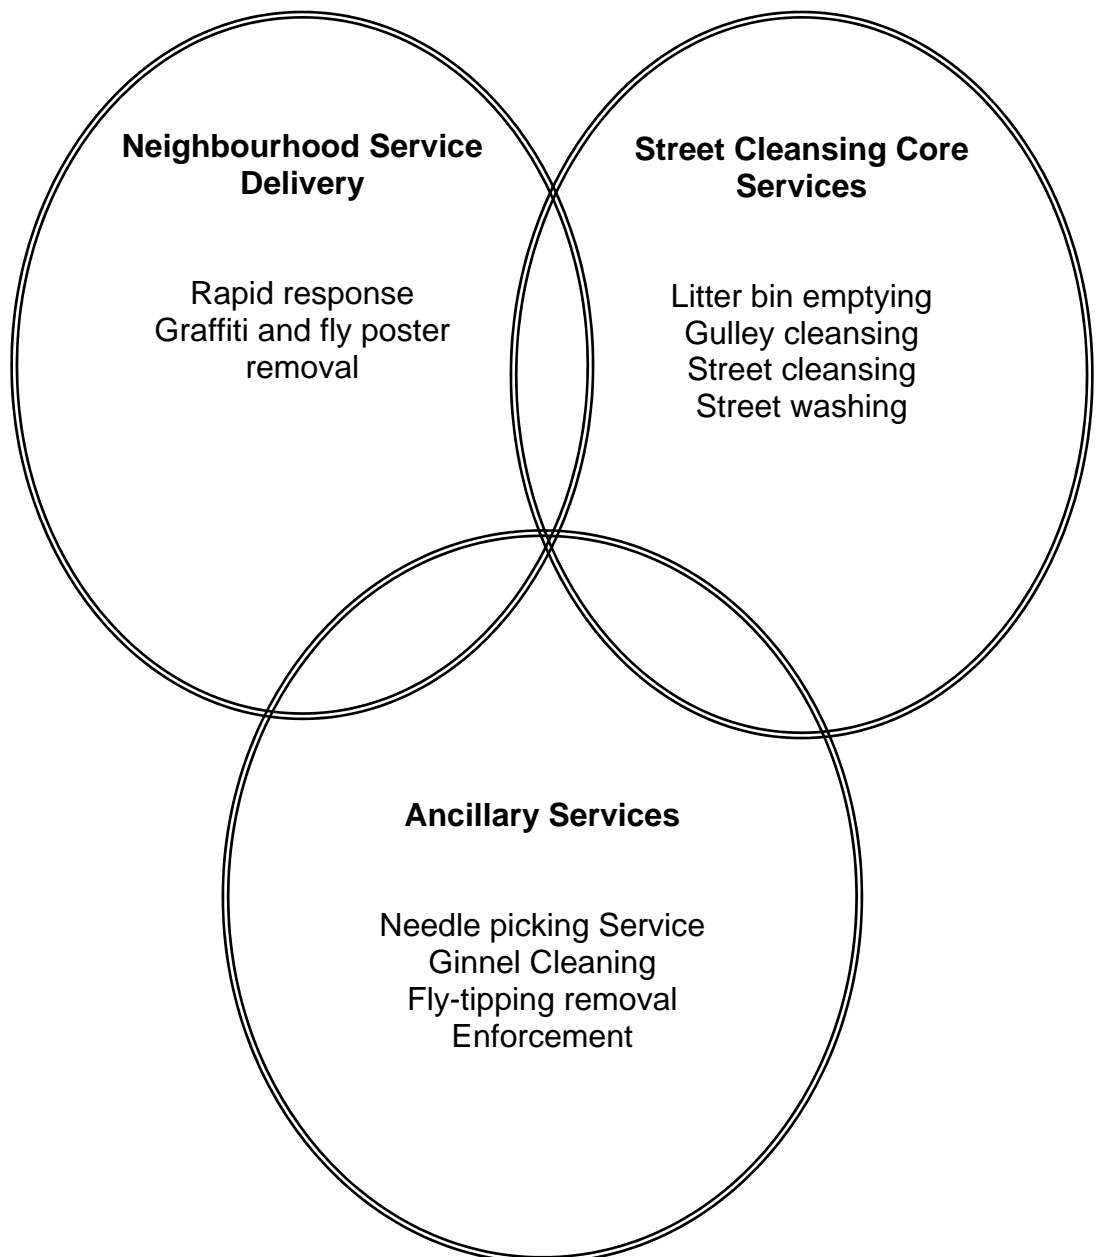 Neighbourhood Service
Delivery
Rapid response
Graffiti and fly poster
removal
Street Cleansing Core
Services
Litter bin emptying
Gulley cleansing
Street cleansing
Street washing
Ancillary Services
Needle picking Service
Ginnel Cleaning
Fly-tipping removal
Enforcement